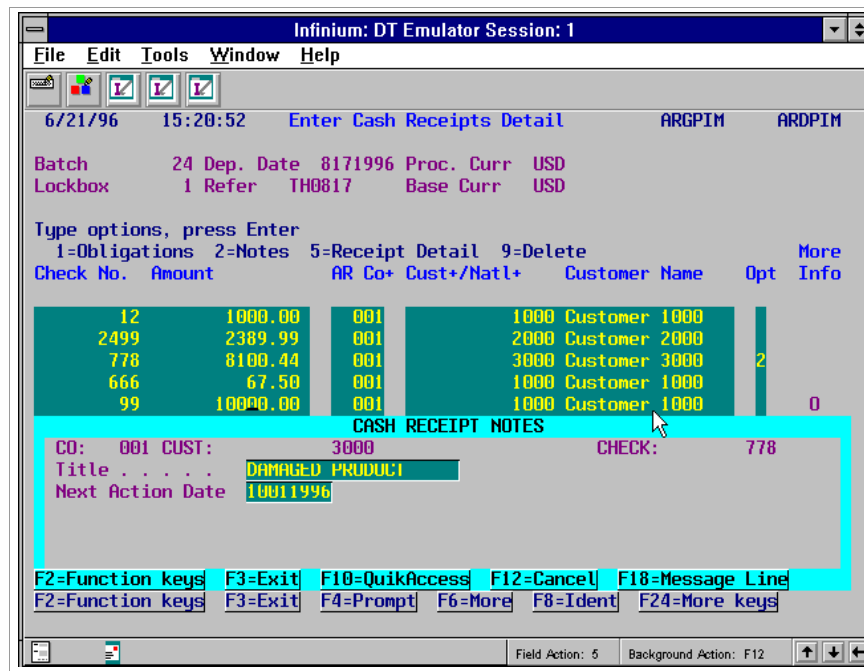 Infinium: DT Emulator Session: 1
File Edit Tools Window Help
6/21/96 15:20:52 Enter Cash Receipts Detail ARGPIM ARDPIM
Batch 24 Dep. Date 8171996 Proc. Curr USD
Lockbox 1 Refer TH0817 Base Curr USD
Type options, press Enter
1=Obligations 2=Notes 5=Receipt Detail 9=Delete More
Check No. Amount AR Co+ Cust+/Natl+ Customer Name Opt Info
12 1000.00 001 1000 Customer 1000
2499 2389.99 001 2000 Customer 2000
778 8100.44 001 3000 Customer 3000 2
666 67.50 001 1000 Customer 1000
99 10000.00 001 1000 Customer 1000 O
CASH RECEIPT NOTES
CO: 001 CUST: 3000 CHECK: 778
Title . . . . . DAMAGED PRODUCT
Next Action Date 10011996
F2=Function keys F3=Exit F10=QuikAccess F12=Cancel F18=Message Line
F2=Function keys F3=Exit F4=Prompt F6=More F8=Ident F24=More keys
Field Action: 5 Background Action: F12